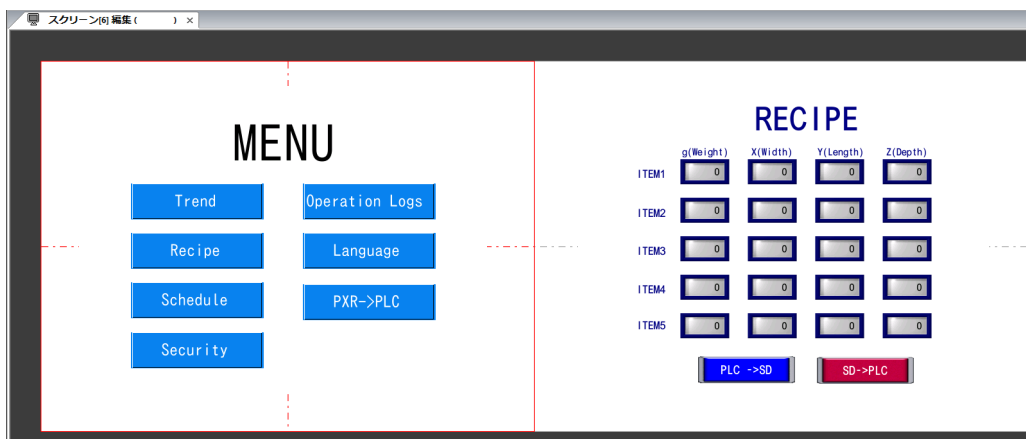 スクリーン[6] 編集 ( ) ×
MENU
Trend
Operation Logs
Recipe
Language
Schedule
PXR->PLC
Security
RECIPE
g(Weight) X(Width) Y(Length) Z(Depth)
ITEM1 0 0 0 0
ITEM2 0 0 0 0
ITEM3 0 0 0 0
ITEM4 0 0 0 0
ITEM5 0 0 0 0
PLC ->SD SD->PLC